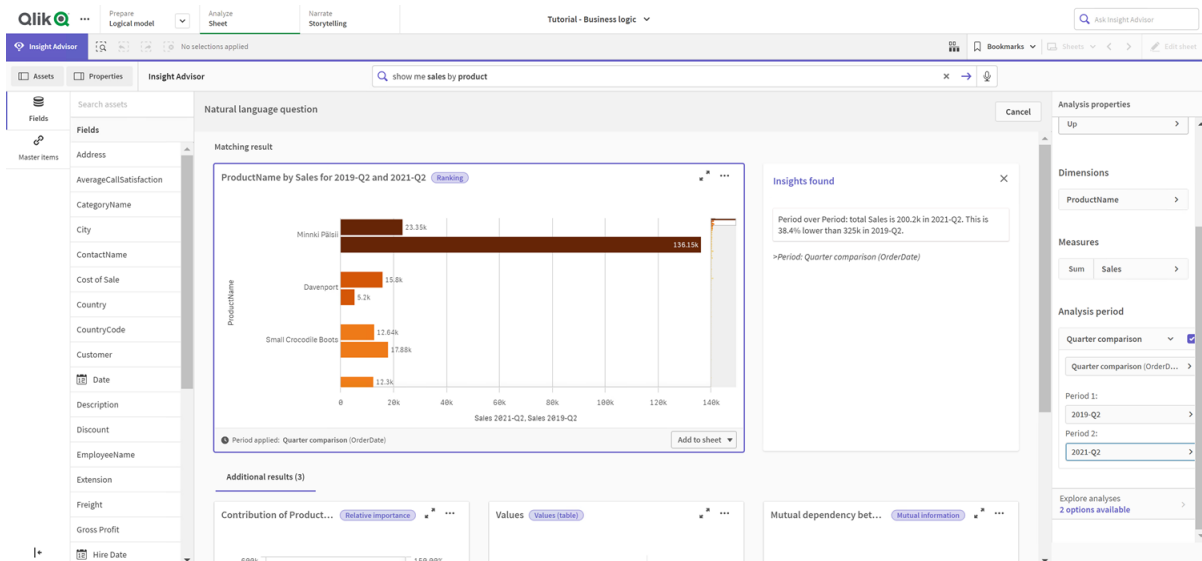 Qlik
Prepare
Logical model
Analyze
Sheet
Narrate
Storytelling
Tutorial - Business logic
Ask Insight Advisor
Insight Advisor
No selections applied
Bookmarks
Sheets
Edit sheet
Assets
Properties
Insight Advisor
show me sales by product
Fields
Master items
Search assets
Fields
Address
AverageCallSatisfaction
CategoryName
City
ContactName
Cost of Sale
Country
CountryCode
Customer
Date
Description
Discount
EmployeeName
Extension
Freight
Gross Profit
Hire Date
Natural language question
Cancel
Matching result
ProductName by Sales for 2019-Q2 and 2021-Q2 Ranking
ProductName
Minnki Pälsii
23.35k
136.15k
Davenport
15.8k
5.2k
Small Crocodile Boots
12.64k
17.88k
12.3k
0 20k 40k 60k 80k 100k 120k 140k
Sales 2021-Q2, Sales 2019-Q2
Period applied: Quarter comparison (OrderDate)
Add to sheet
Insights found
Period over Period: total Sales is 200.2k in 2021-Q2. This is
38.4% lower than 325k in 2019-Q2.
>Period: Quarter comparison (OrderDate)
Additional results (3)
Contribution of Product... Relative importance
Values Values (table)
Mutual dependency bet... Mutual information
Analysis properties
Up
Dimensions
ProductName
Measures
Sum Sales
Analysis period
Quarter comparison
Quarter comparison (OrderD...
Period 1:
2019-Q2
Period 2:
2021-Q2
Explore analyses
2 options available